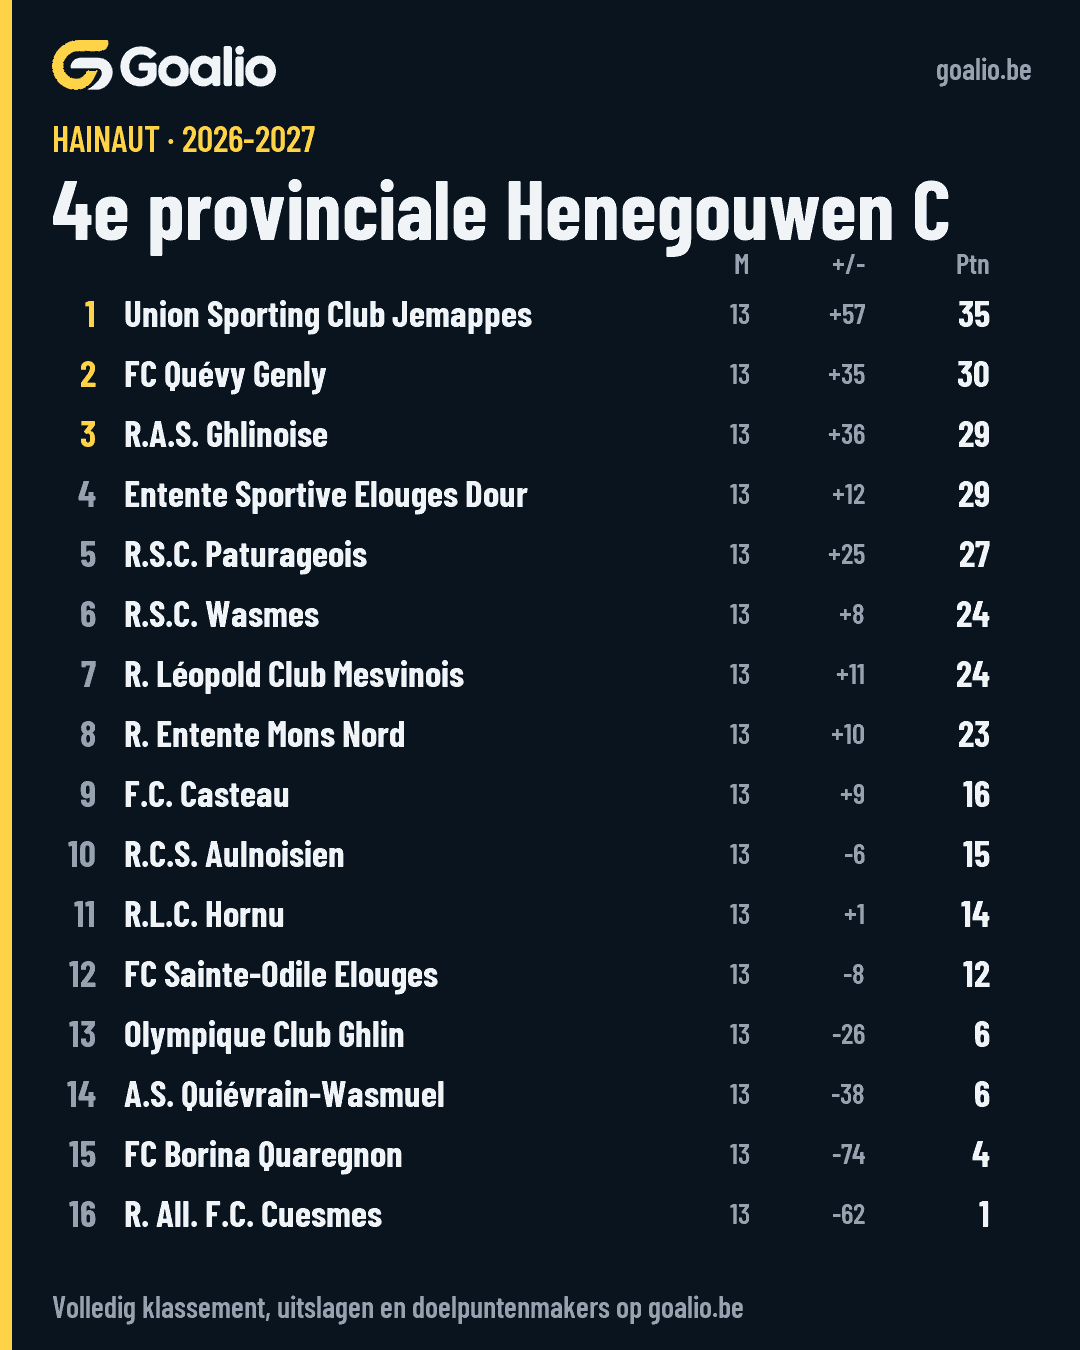 Goalio goalio.be
HAINAUT · 2026-2027
4e provinciale Henegouwen C
M +/- Ptn
1 Union Sporting Club Jemappes 13 +57 35
2 FC Quévy Genly 13 +35 30
3 R.A.S. Ghlinoise 13 +36 29
4 Entente Sportive Elouges Dour 13 +12 29
5 R.S.C. Paturageois 13 +25 27
6 R.S.C. Wasmes 13 +8 24
7 R. Léopold Club Mesvinois 13 +11 24
8 R. Entente Mons Nord 13 +10 23
9 F.C. Casteau 13 +9 16
10 R.C.S. Aulnoisien 13 -6 15
11 R.L.C. Hornu 13 +1 14
12 FC Sainte-Odile Elouges 13 -8 12
13 Olympique Club Ghlin 13 -26 6
14 A.S. Quiévrain-Wasmuel 13 -38 6
15 FC Borina Quaregnon 13 -74 4
16 R. All. F.C. Cuesmes 13 -62 1
Volledig klassement, uitslagen en doelpuntenmakers op goalio.be